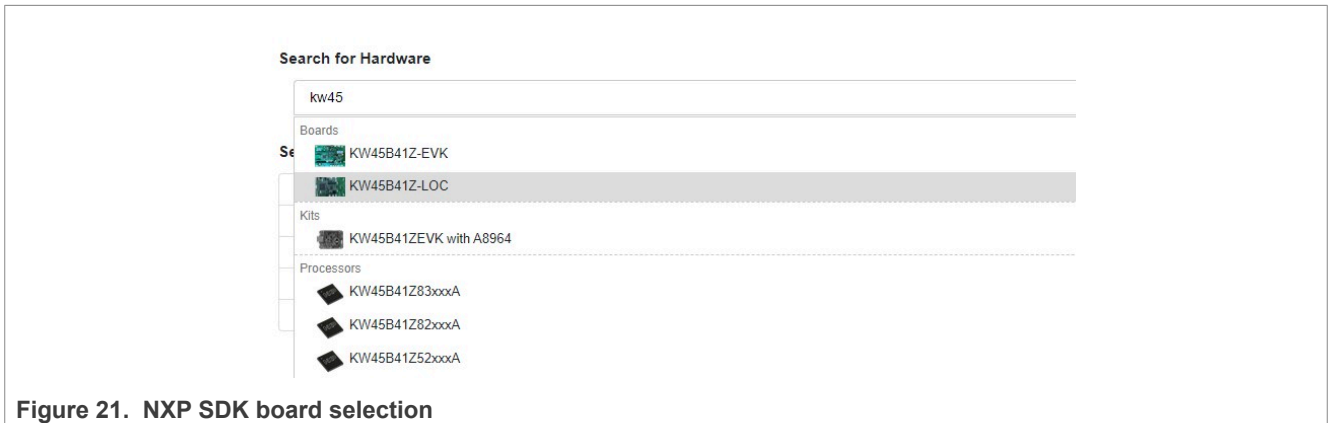 Search for Hardware
kw45
Boards
Se
KW45B41Z-EVK
KW45B41Z-LOC
Kits
KW45B41ZEVK with A8964
Processors
KW45B41Z83xxxA
KW45B41Z82xxxA
KW45B41Z52xxxA
Figure 21. NXP SDK board selection